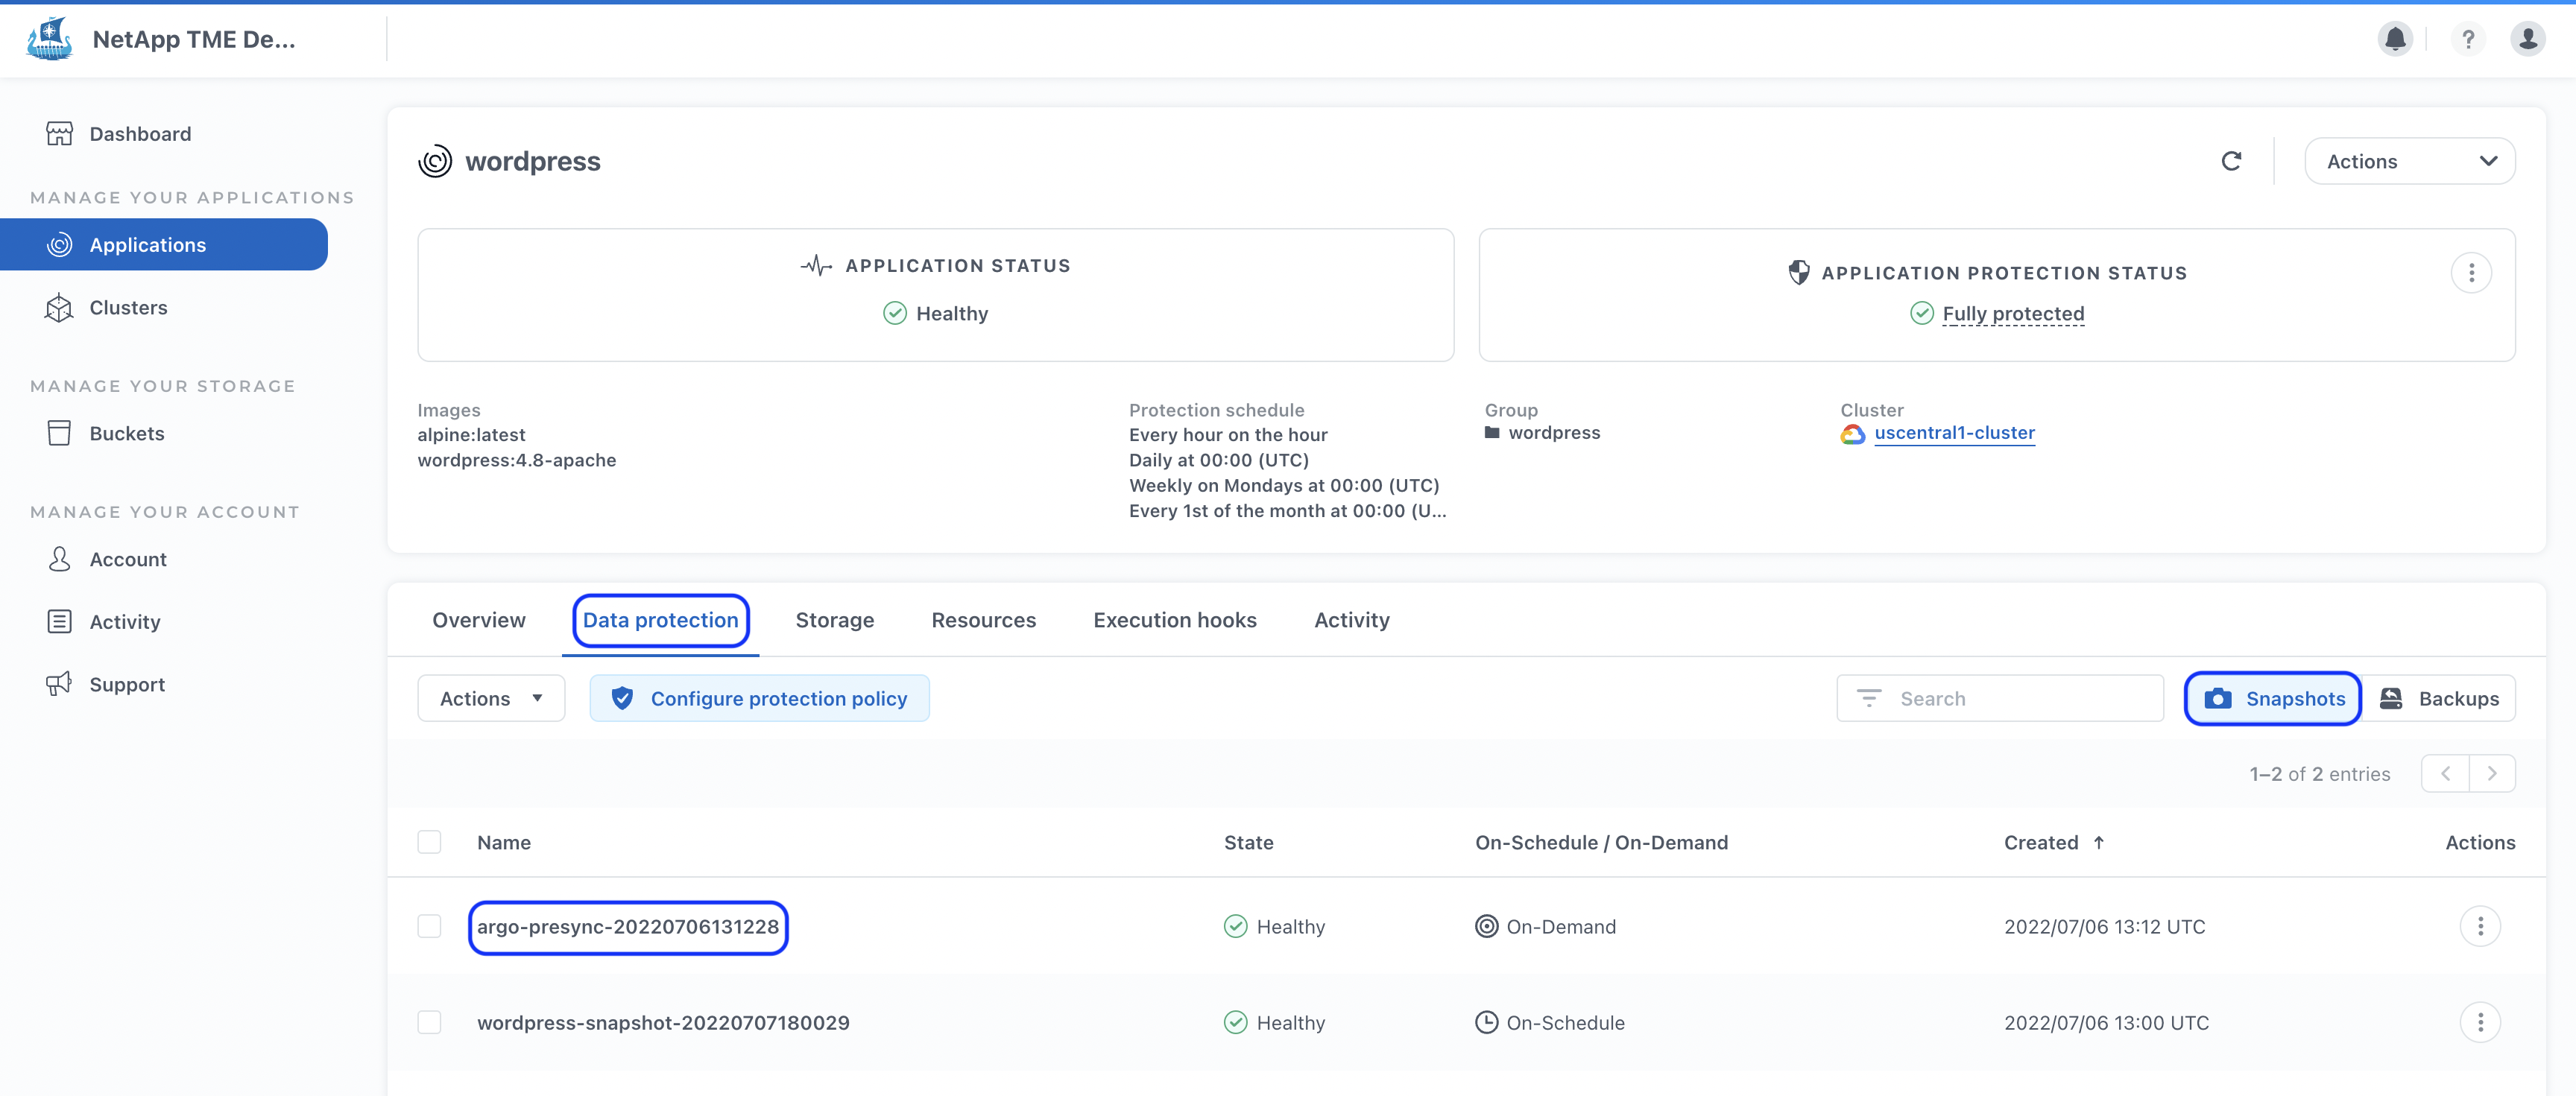 NetApp TME De...
?
Dashboard
MANAGE YOUR APPLICATIONS
Applications
Clusters
MANAGE YOUR STORAGE
Buckets
MANAGE YOUR ACCOUNT
Account
Activity
Support
wordpress
Actions
APPLICATION STATUS
Healthy
APPLICATION PROTECTION STATUS
Fully protected
Images
alpine:latest
wordpress:4.8-apache
Protection schedule
Every hour on the hour
Daily at 00:00 (UTC)
Weekly on Mondays at 00:00 (UTC)
Every 1st of the month at 00:00 (U...
Group
wordpress
Cluster
uscentral1-cluster
Overview Data protection Storage Resources Execution hooks Activity
Actions Configure protection policy Search Snapshots Backups
1–2 of 2 entries
Name State On-Schedule / On-Demand Created ↑ Actions
argo-presync-20220706131228 Healthy On-Demand 2022/07/06 13:12 UTC
wordpress-snapshot-20220707180029 Healthy On-Schedule 2022/07/06 13:00 UTC